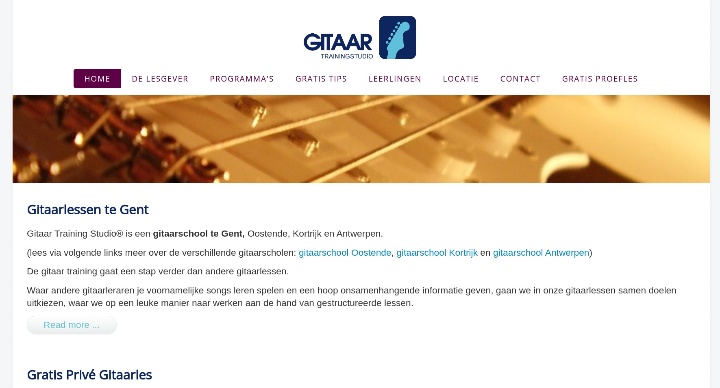 GITAAR
TRAININGSTUDIO
HOME DE LESGEVER PROGRAMMA'S GRATIS TIPS LEERLINGEN LOCATIE CONTACT GRATIS PROEFLES
Gitaarlessen te Gent
Gitaar Training Studio® is een gitaarschool te Gent, Oostende, Kortrijk en Antwerpen.
(lees via volgende links meer over de verschillende gitaarscholen: gitaarschool Oostende, gitaarschool Kortrijk en gitaarschool Antwerpen)
De gitaar training gaat een stap verder dan andere gitaarlessen.
Waar andere gitaarleraren je voornamelijke songs leren spelen en een hoop onsamenhangende informatie geven, gaan we in onze gitaarlessen samen doelen
uitkiezen, waar we op een leuke manier naar werken aan de hand van gestructureerde lessen.
Read more ...
Gratis Privé Gitaarles